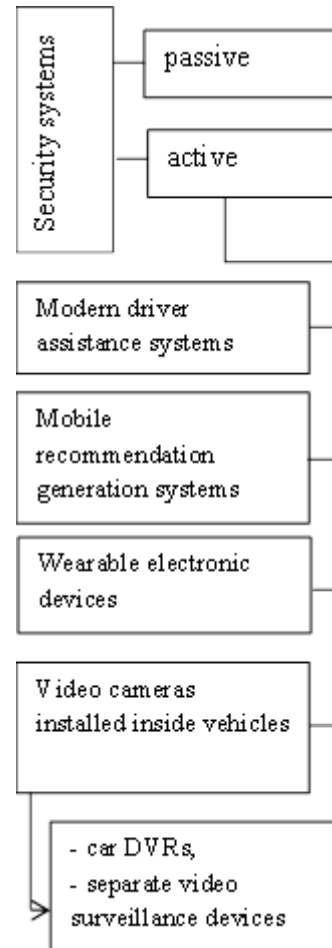 Security systems
passive
active
Modern driver
assistance systems
Mobile
recommendation
generation systems
Wearable electronic
devices
Video cameras
installed inside vehicles
- car DVRs,
- separate video
surveillance devices